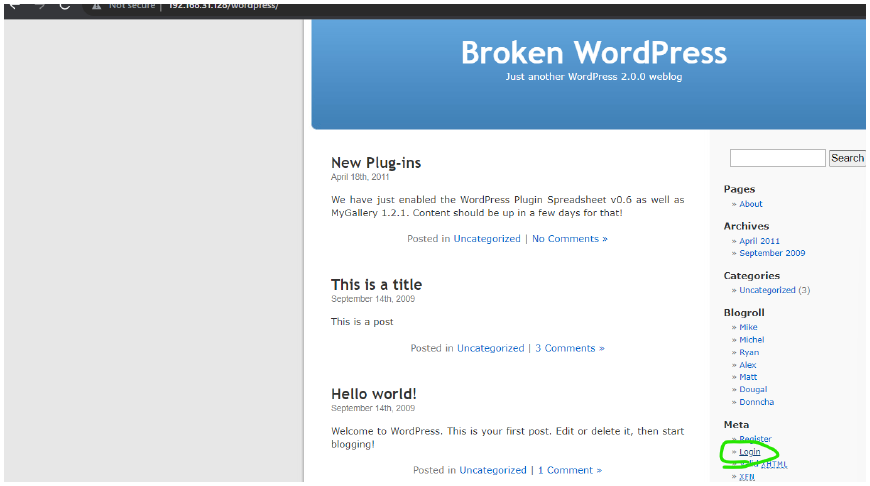 Not secure | 192.168.31.128/wordpress/
Broken WordPress
Just another WordPress 2.0.0 weblog
New Plug-ins
April 18th, 2011
We have just enabled the WordPress Plugin Spreadsheet v0.6 as well as
MyGallery 1.2.1. Content should be up in a few days for that!
Posted in Uncategorized | No Comments »
This is a title
September 14th, 2009
This is a post
Posted in Uncategorized | 3 Comments »
Hello world!
September 14th, 2009
Welcome to WordPress. This is your first post. Edit or delete it, then start
blogging!
Posted in Uncategorized | 1 Comment »
Search
Pages
» About
Archives
» April 2011
» September 2009
Categories
» Uncategorized (3)
Blogroll
» Mike
» Michel
» Ryan
» Alex
» Matt
» Dougal
» Donncha
Meta
» Register
» Login
» Valid XHTML
» XFN